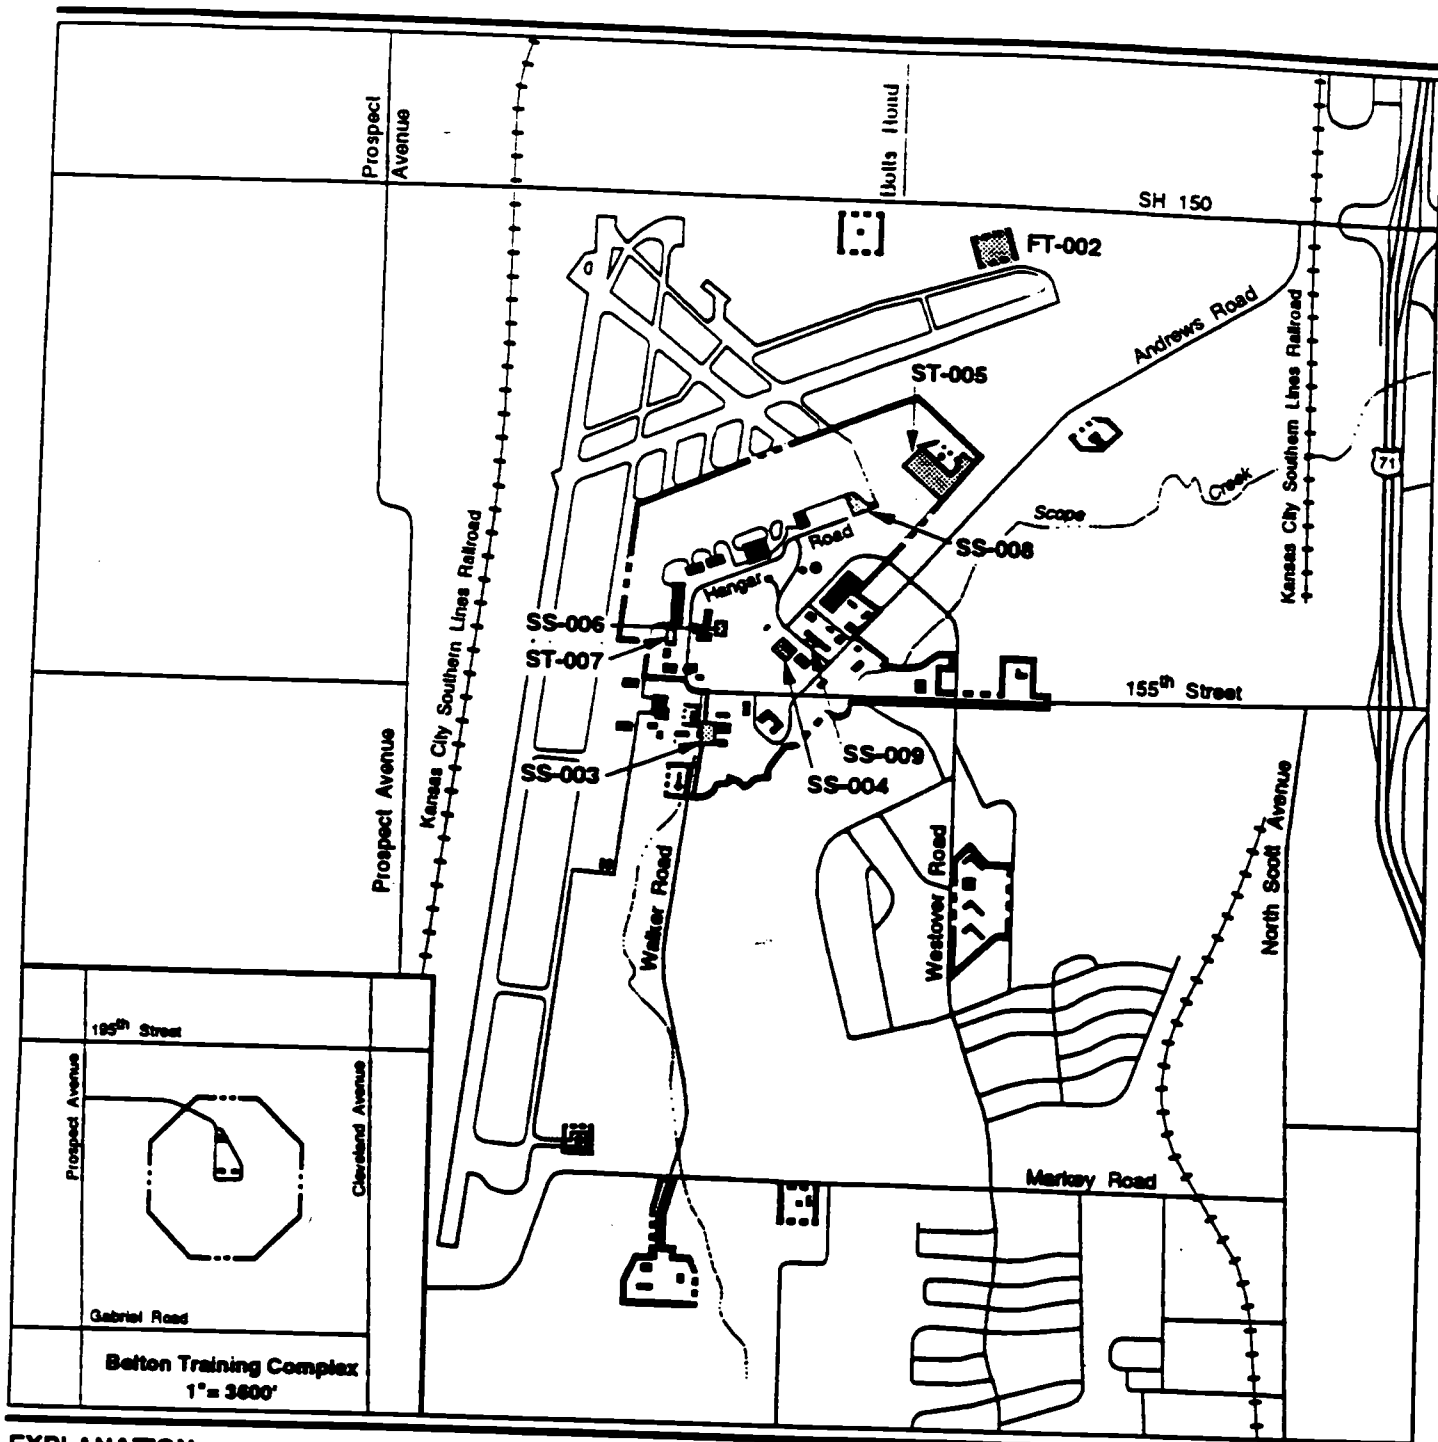 Prospect
Avenue
SH 150
FT-002
Andrews Road
Kansas City Southern Lines Railroad
ST-005
71
Creek
Scope
Kansas City Southern Lines Railroad
Road
SS-008
Hangar
SS-006
ST-007
155th Street
SS-009
SS-003
SS-004
Prospect Avenue
North Scott Avenue
Walker Road
Westover Road
195th Street
Prospect Avenue
Cleveland Avenue
Markey Road
Gabriel Road
Belton Training Complex
1"= 3600'
EXPLANATION